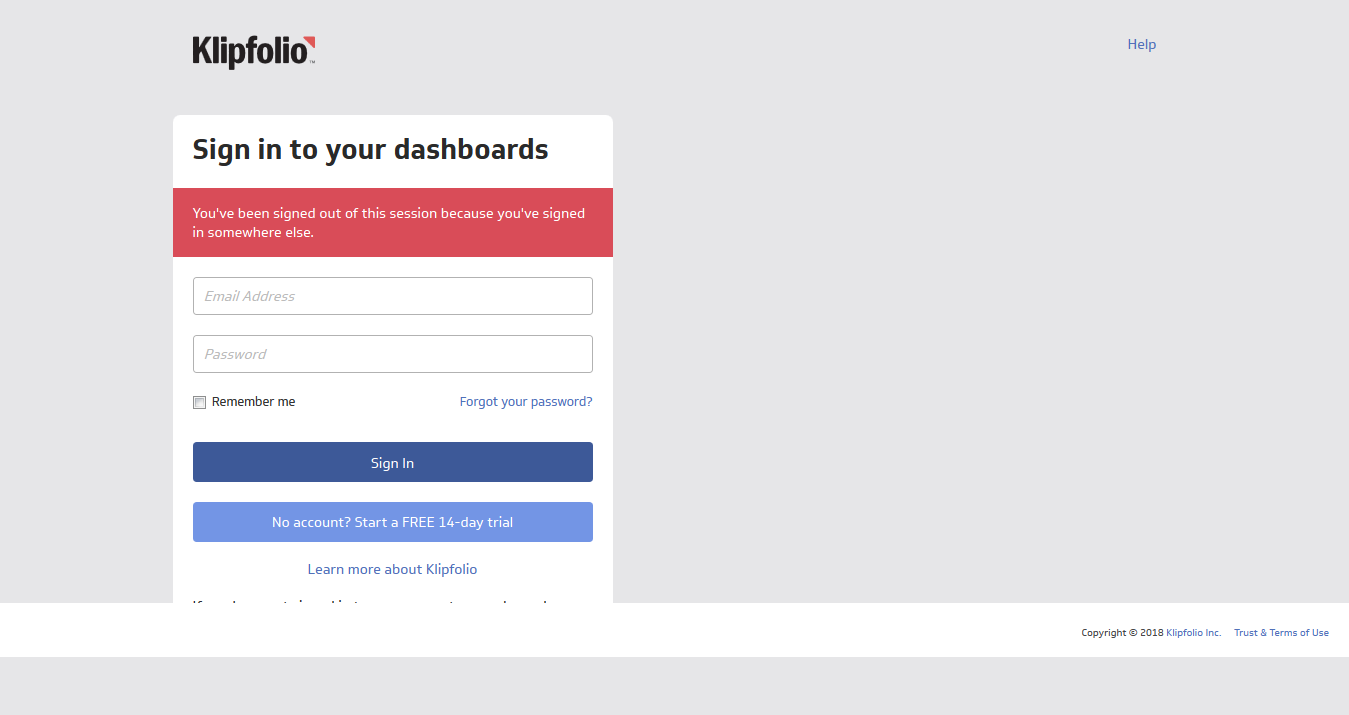 Klipfolio™
Help
Sign in to your dashboards
You've been signed out of this session because you've signed
in somewhere else.
Email Address
Password
Remember me
Forgot your password?
Sign In
No account? Start a FREE 14-day trial
Learn more about Klipfolio
Copyright © 2018 Klipfolio Inc.
Trust & Terms of Use